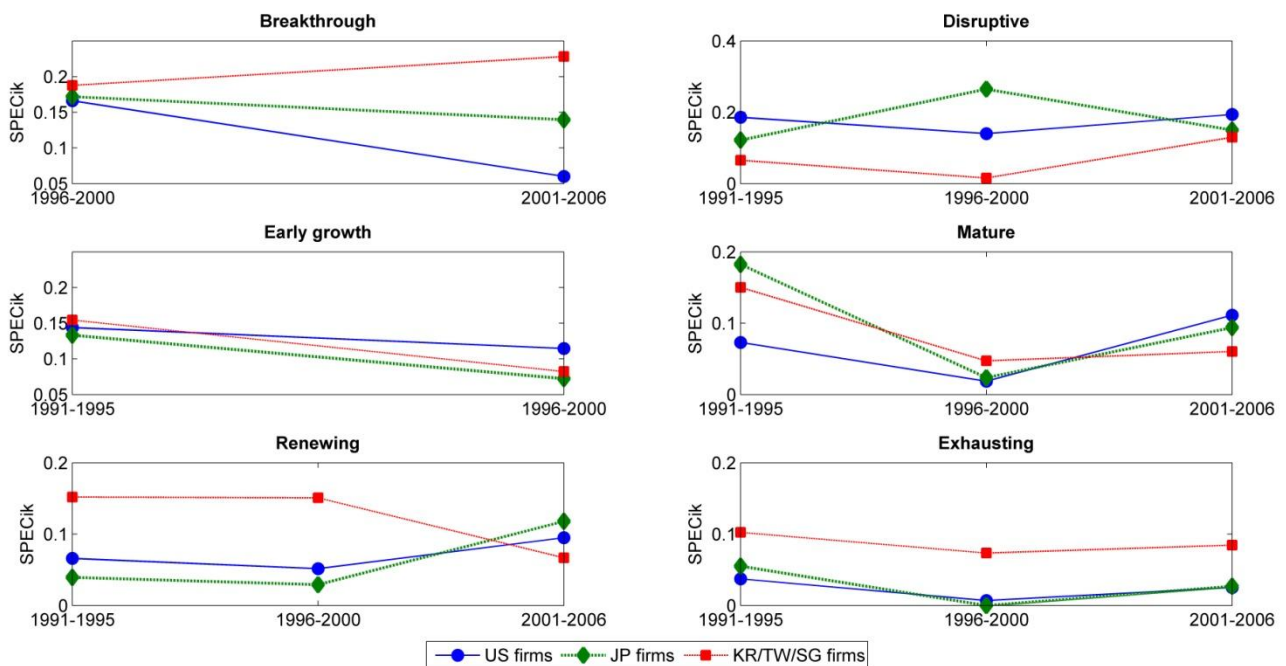 Breakthrough
SPECik
0.2
0.15
0.1
0.05
1996-2000
2001-2006
Disruptive
SPECik
0.4
0.2
0
1991-1995
1996-2000
2001-2006
Early growth
SPECik
0.2
0.15
0.1
0.05
1991-1995
1996-2000
Mature
SPECik
0.2
0.1
0
1991-1995
1996-2000
2001-2006
Renewing
SPECik
0.2
0.1
0
1991-1995
1996-2000
2001-2006
Exhausting
SPECik
0.2
0.1
0
1991-1995
1996-2000
2001-2006
US firms JP firms KR/TW/SG firms